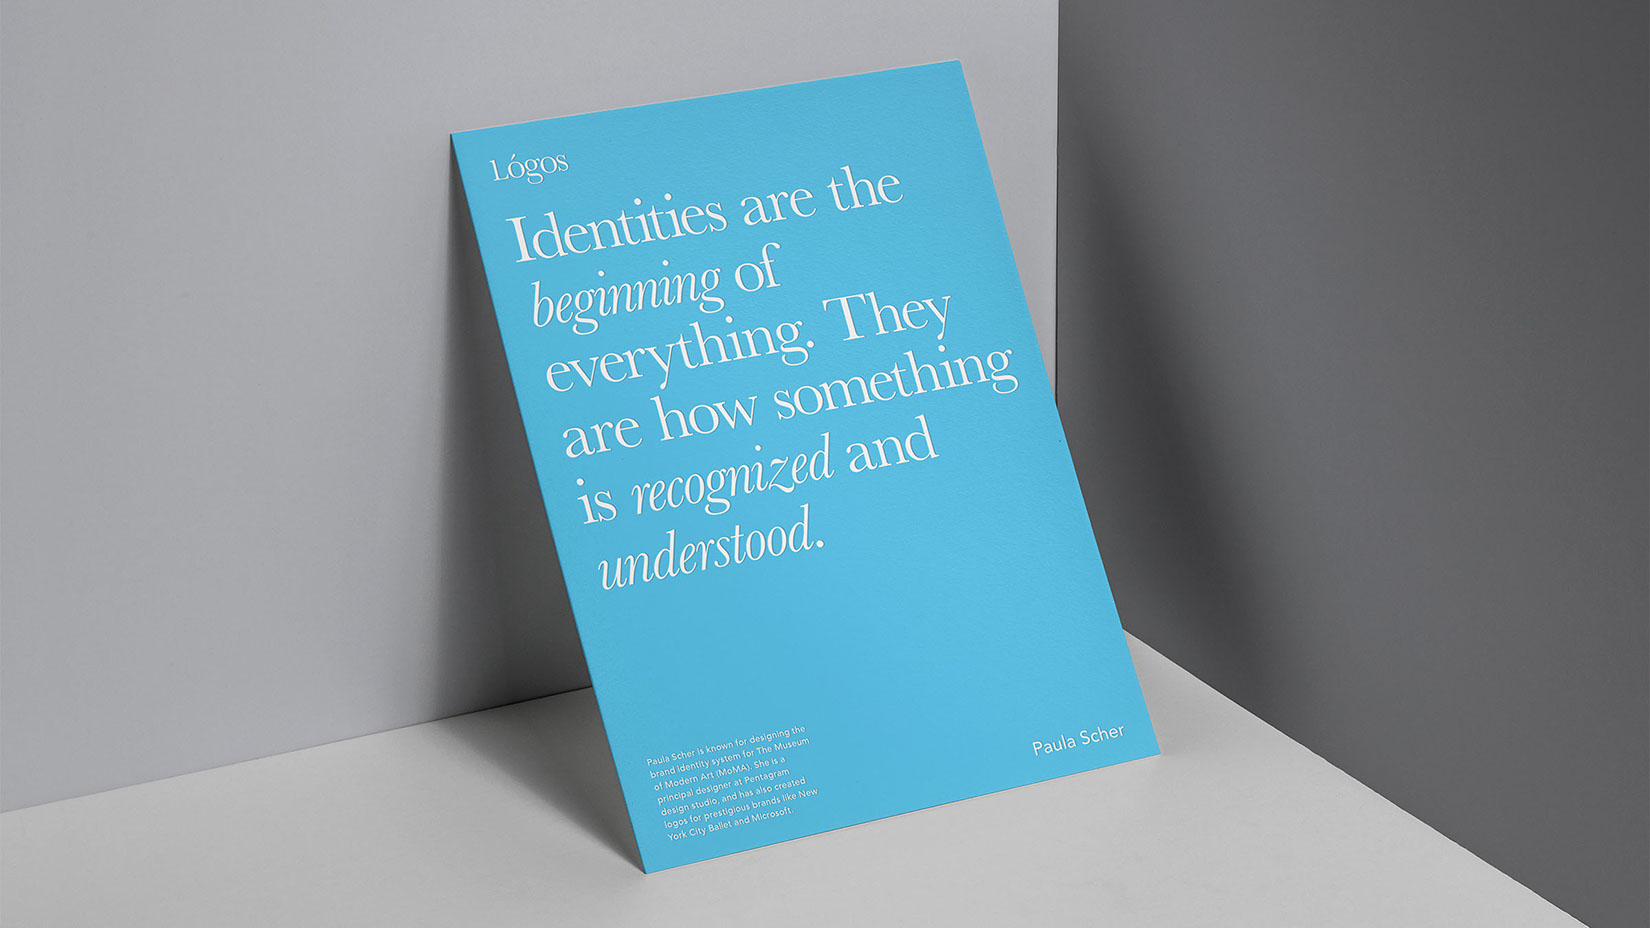 Lógos
Identities are the
beginning of
everything. They
are how something
is recognized and
understood.
Paula Scher is known for designing the
brand identity system for The Museum
of Modern Art (MoMA). She is a
principal designer at Pentagram
design studio, and has also created
logos for prestigious brands like New
York City Ballet and Microsoft.
Paula Scher